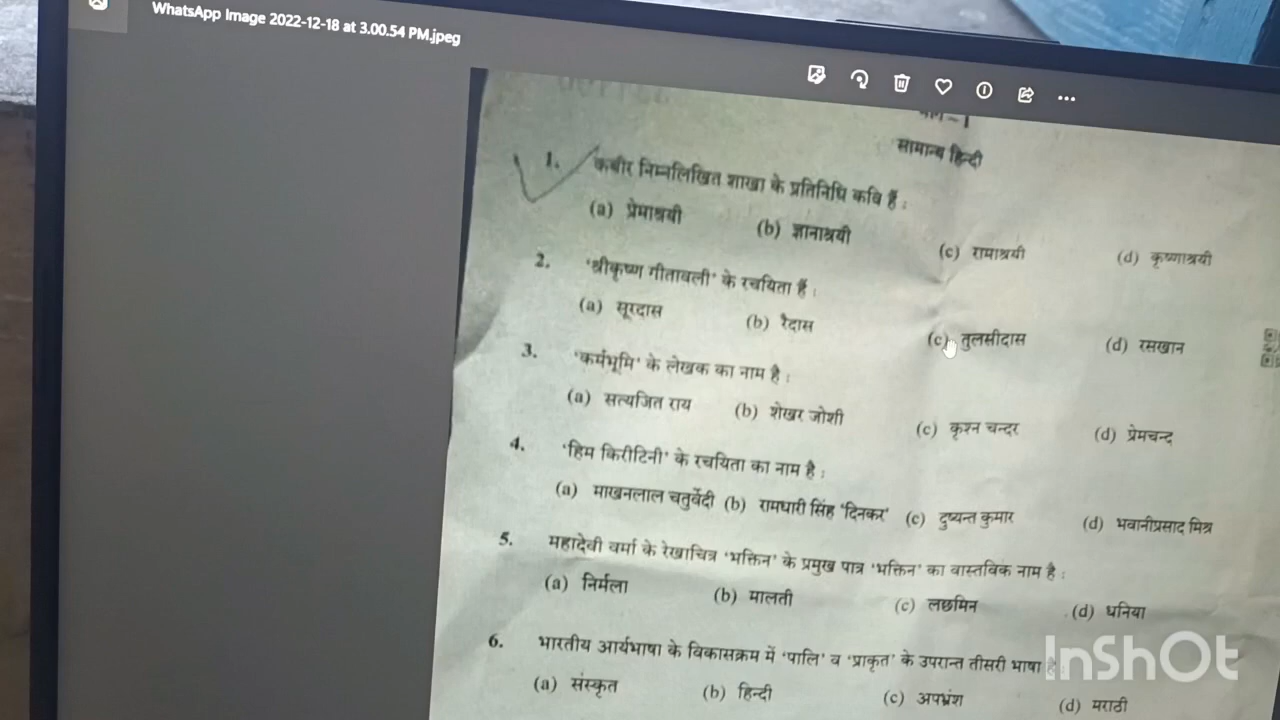 WhatsApp Image 2022-12-18 at 3.00.54 PM.jpeg
सामान्य हिन्दी
1. कबीर निम्नलिखित शाखा के प्रतिनिधि कवि हैं :
(a) प्रेमाश्रयी (b) ज्ञानाश्रयी (c) रामाश्रयी (d) कृष्णाश्रयी
2. 'श्रीकृष्ण गीतावली' के रचयिता हैं :
(a) सूरदास (b) रैदास (c) तुलसीदास (d) रसखान
3. 'कर्मभूमि' के लेखक का नाम है :
(a) सत्यजित राय (b) शेखर जोशी (c) कृश्न चन्दर (d) प्रेमचन्द
4. 'हिम किरीटिनी' के रचयिता का नाम है :
(a) माखनलाल चतुर्वेदी (b) रामधारी सिंह 'दिनकर' (c) दुष्यन्त कुमार (d) भवानीप्रसाद मिश्र
5. महादेवी वर्मा के रेखाचित्र 'भक्तिन' के प्रमुख पात्र 'भक्तिन' का वास्तविक नाम है :
(a) निर्मला (b) मालती (c) लछमिन (d) धनिया
6. भारतीय आर्यभाषा के विकासक्रम में 'पालि' व 'प्राकृत' के उपरान्त तीसरी भाषा
(a) संस्कृत (b) हिन्दी (c) अपभ्रंश (d) मराठी
InShOt